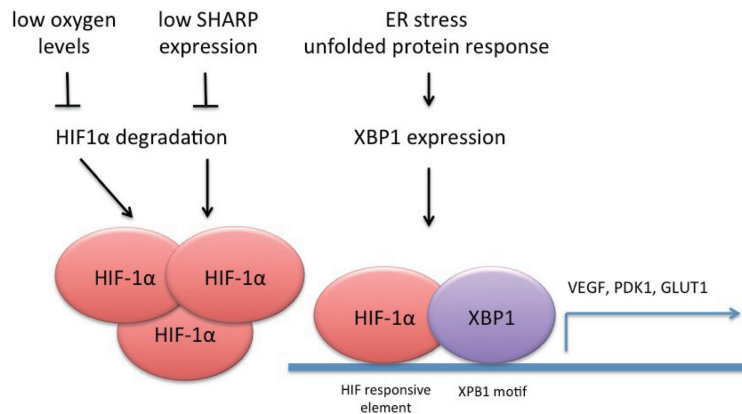 low oxygen
levels
low SHARP
expression
ER stress
unfolded protein response
HIF1α degradation
XBP1 expression
HIF-1α
HIF-1α
HIF-1α
HIF-1α
XBP1
VEGF, PDK1, GLUT1
HIF responsive
element
XPB1 motif